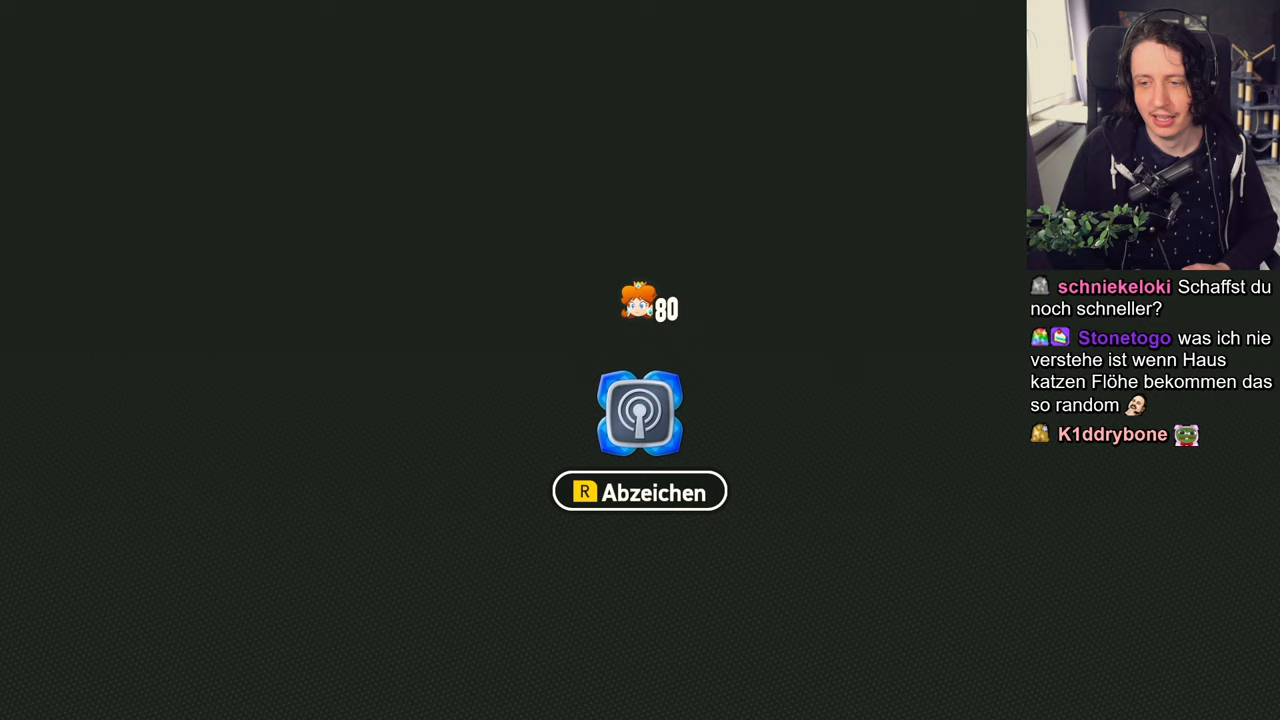 80
R Abzeichen
schniekeloki Schaffst du
noch schneller?
Stonetogo was ich nie
verstehe ist wenn Haus
katzen Flöhe bekommen das
so random
K1ddrybone